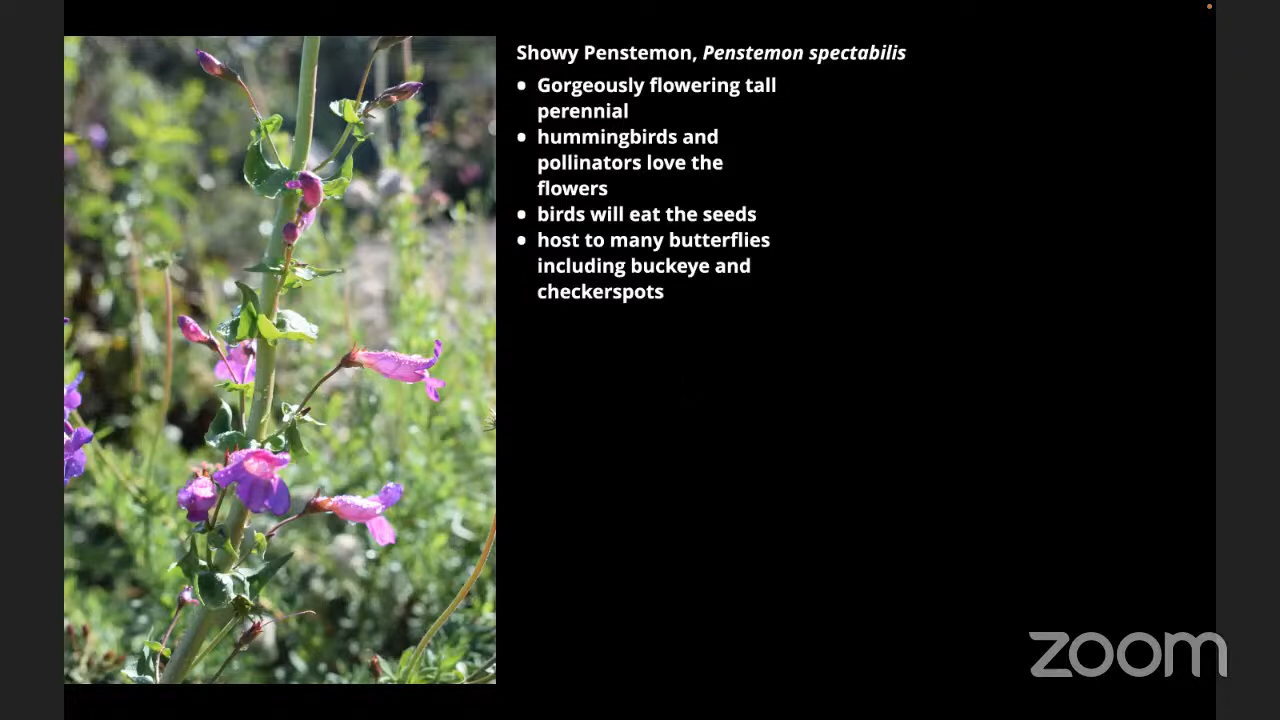 Showy Penstemon, Penstemon spectabilis
• Gorgeously flowering tall
perennial
• hummingbirds and
pollinators love the
flowers
• birds will eat the seeds
• host to many butterflies
including buckeye and
checkerspots
zoom